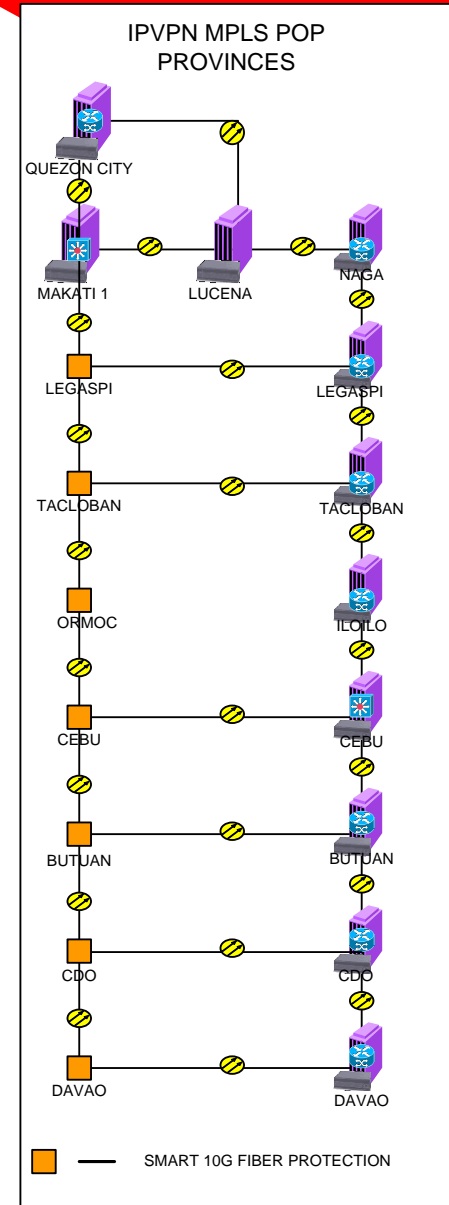 IPVPN MPLS POP
PROVINCES
QUEZON CITY
MAKATI 1
LUCENA
NAGA
LEGASPI
LEGASPI
TACLOBAN
TACLOBAN
ORMOC
ILOILO
CEBU
CEBU
BUTUAN
BUTUAN
CDO
CDO
DAVAO
DAVAO
SMART 10G FIBER PROTECTION